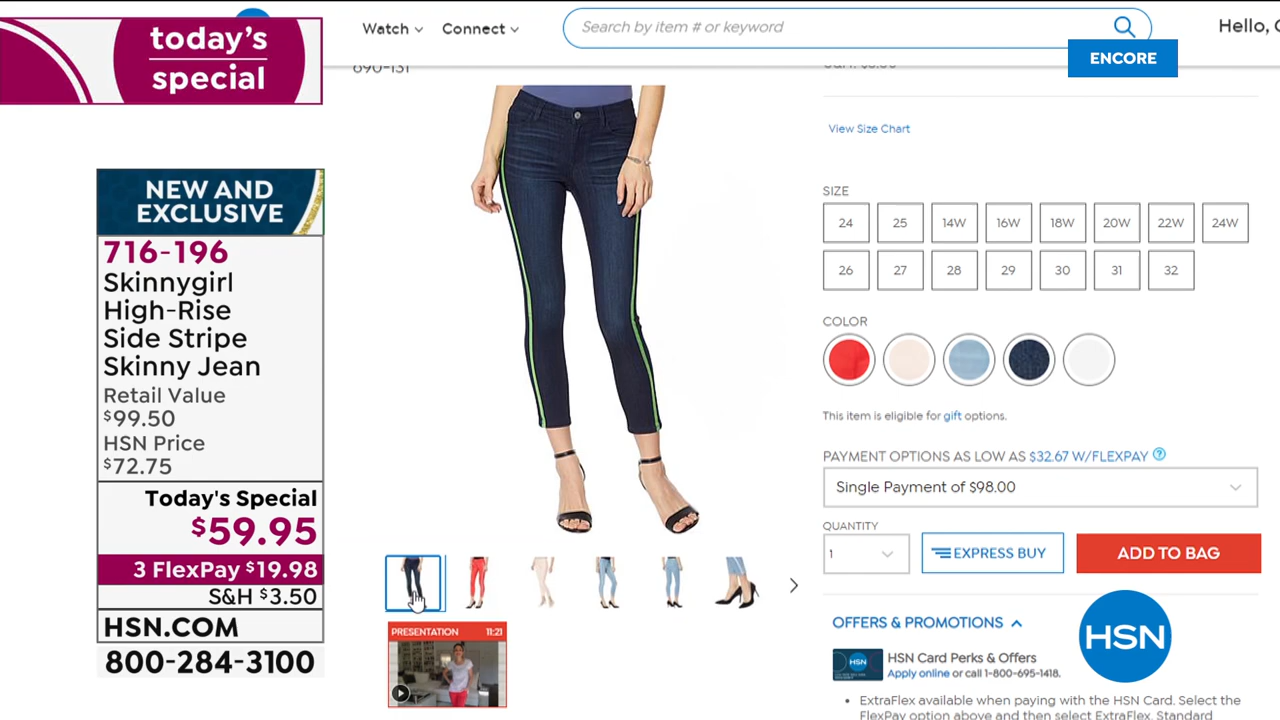 today's
special
NEW AND
EXCLUSIVE
716-196
Skinnygirl
High-Rise
Side Stripe
Skinny Jean
Retail Value
$99.50
HSN Price
$72.75
Today's Special
$59.95
3 FlexPay $19.98
S&H $3.50
HSN.COM
800-284-3100
Watch
Connect
Search by item # or keyword
Hello,
ENCORE
690-131
View Size Chart
SIZE
24 25 14W 16W 18W 20W 22W 24W
26 27 28 29 30 31 32
COLOR
This item is eligible for gift options.
PAYMENT OPTIONS AS LOW AS $32.67 W/FLEXPAY ?
Single Payment of $98.00
QUANTITY
1
EXPRESS BUY
ADD TO BAG
PRESENTATION 11:21
OFFERS & PROMOTIONS
HSN
HSN
HSN Card Perks & Offers
Apply online or call 1-800-695-1418.
• ExtraFlex available when paying with the HSN Card. Select the
FlexPay option above and then select ExtraFlex. Standard